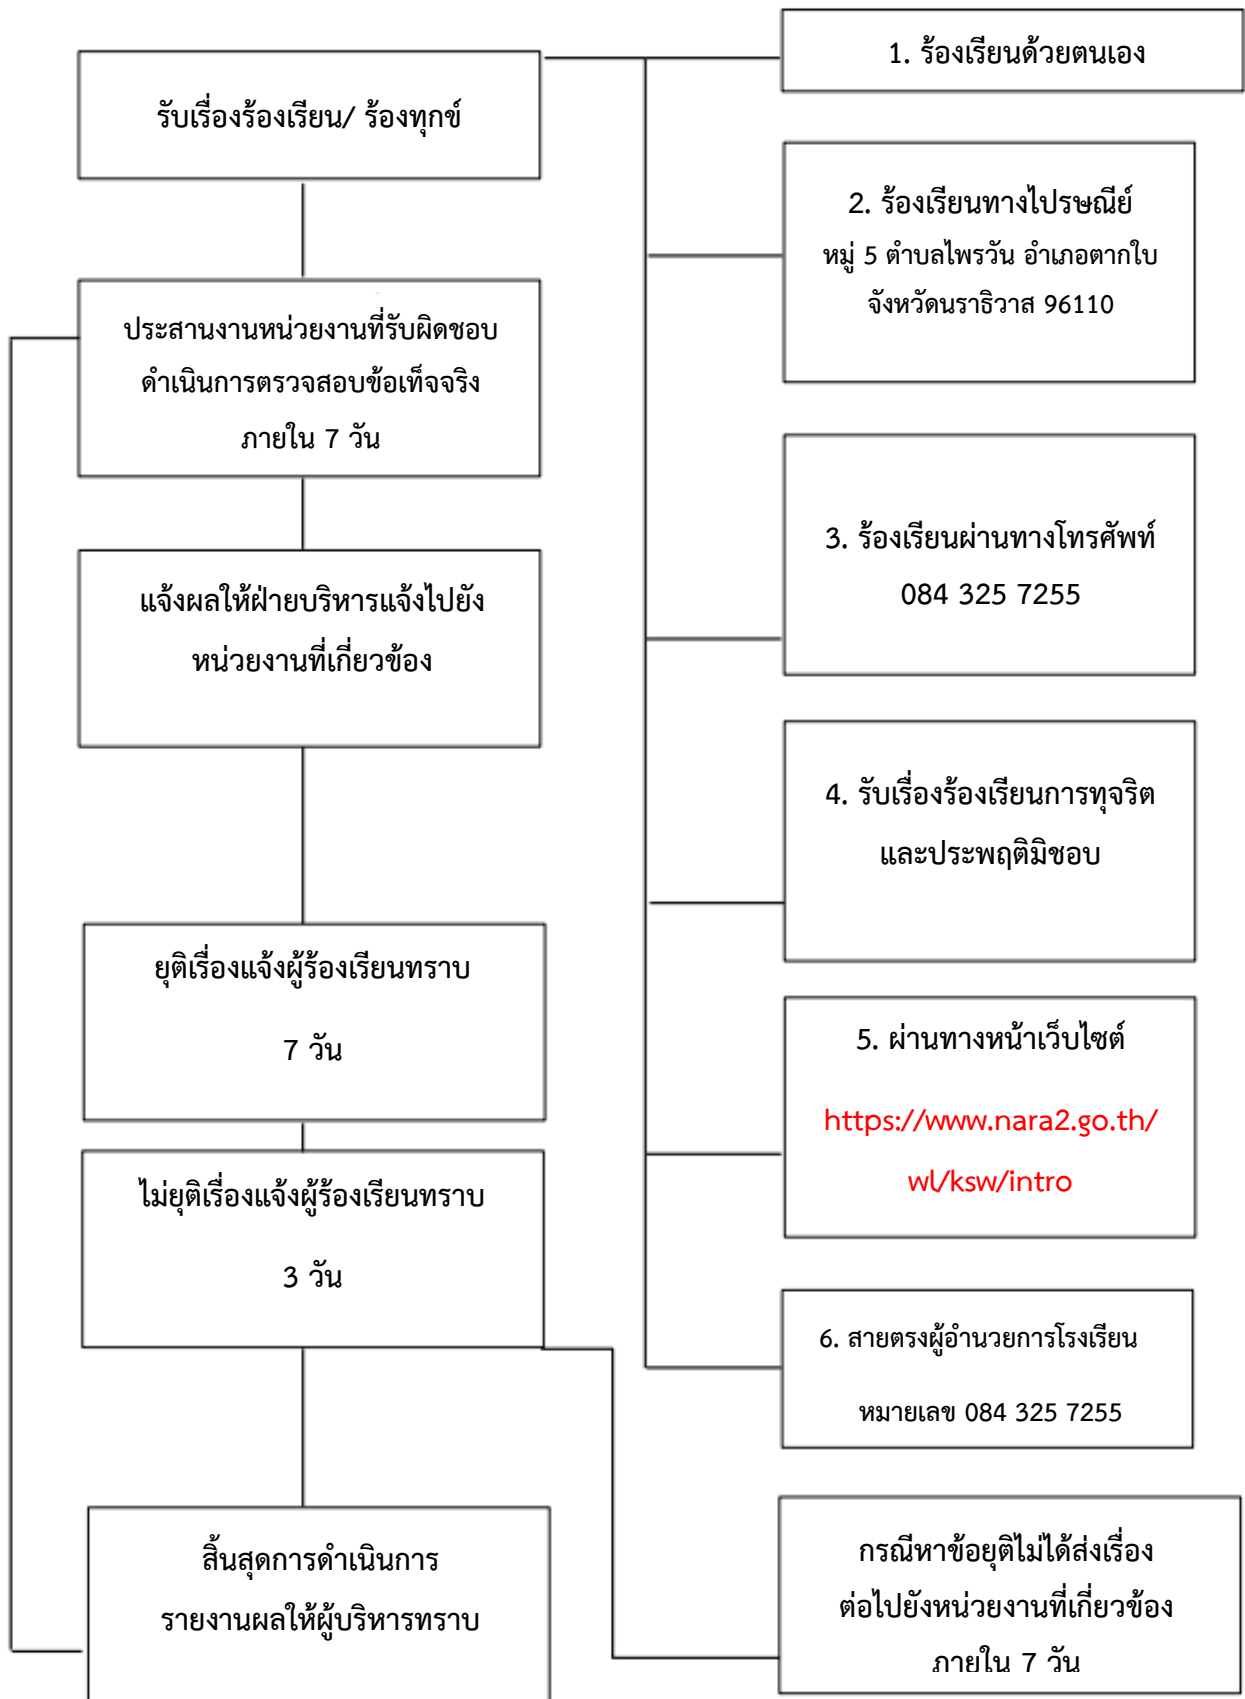 รับเรื่องร้องเรียน/ ร้องทุกข์
ประสานงานหน่วยงานที่รับผิดชอบ
ดำเนินการตรวจสอบข้อเท็จจริง
ภายใน 7 วัน
แจ้งผลให้ฝ่ายบริหารแจ้งไปยัง
หน่วยงานที่เกี่ยวข้อง
ยุติเรื่องแจ้งผู้ร้องเรียนทราบ
7 วัน
ไม่ยุติเรื่องแจ้งผู้ร้องเรียนทราบ
3 วัน
สิ้นสุดการดำเนินการ
รายงานผลให้ผู้บริหารทราบ
1. ร้องเรียนด้วยตนเอง
2. ร้องเรียนทางไปรษณีย์
หมู่ 5 ตำบลไพรวัน อำเภอตากใบ
จังหวัดนราธิวาส 96110
3. ร้องเรียนผ่านทางโทรศัพท์
084 325 7255
4. รับเรื่องร้องเรียนการทุจริต
และประพฤติมิชอบ
5. ผ่านทางหน้าเว็บไซต์
https://www.nara2.go.th/
wl/ksw/intro
6. สายตรงผู้อำนวยการโรงเรียน
หมายเลข 084 325 7255
กรณีหาข้อยุติไม่ได้ส่งเรื่อง
ต่อไปยังหน่วยงานที่เกี่ยวข้อง
ภายใน 7 วัน